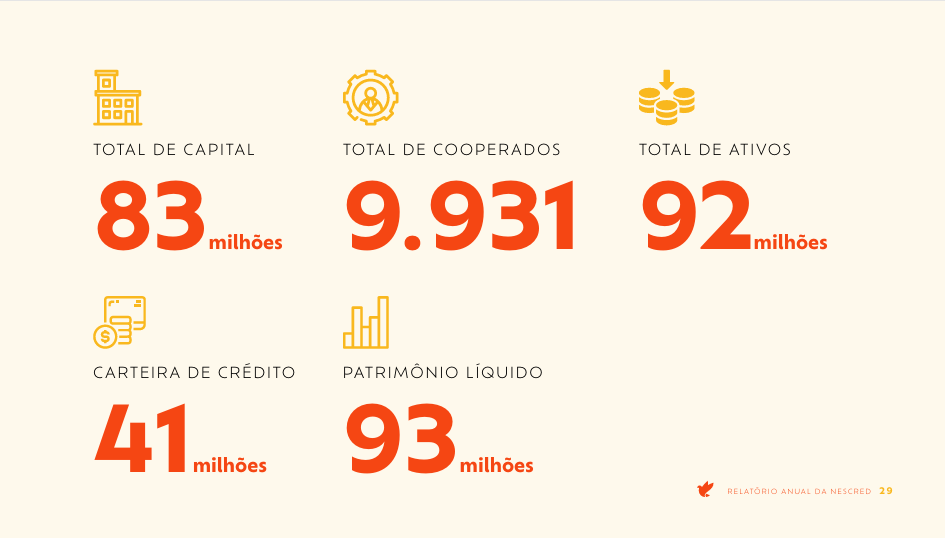 TOTAL DE CAPITAL
83 milhões
TOTAL DE COOPERADOS
9.931
TOTAL DE ATIVOS
92 milhões
CARTEIRA DE CRÉDITO
41 milhões
PATRIMÔNIO LÍQUIDO
93 milhões
RELATÓRIO ANUAL DA NESCRED 29